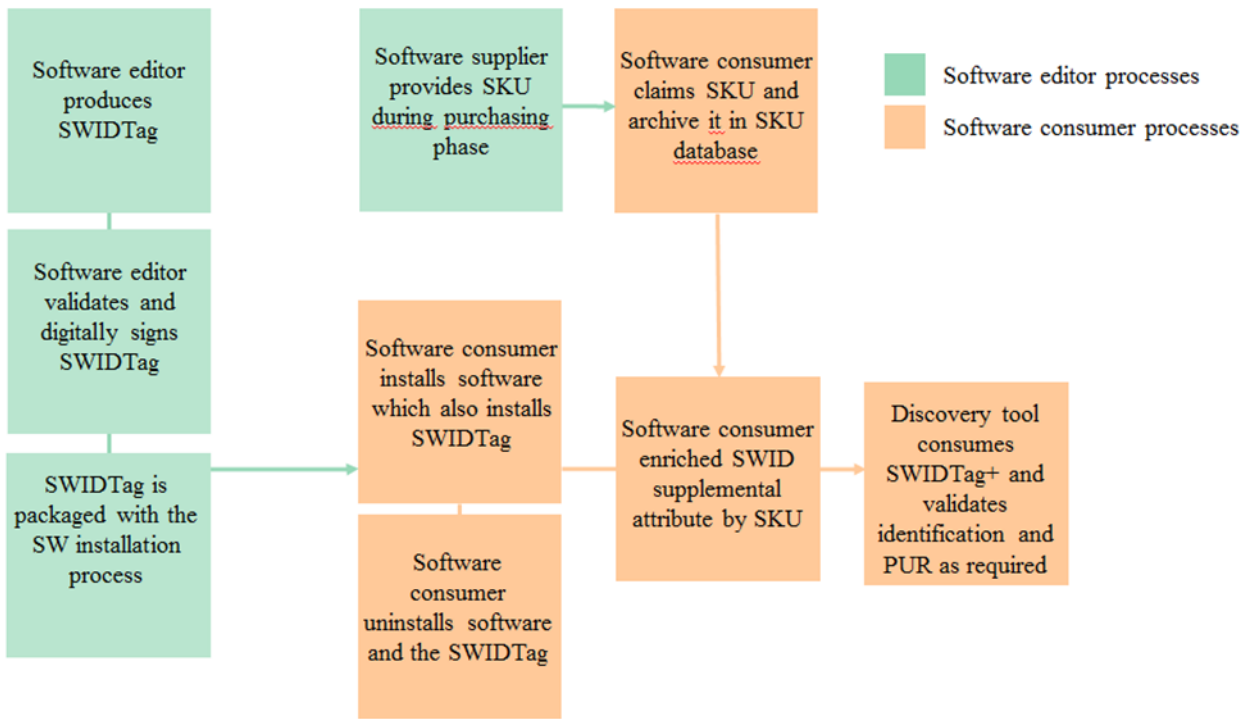 Software editor
produces
SWIDTag
Software supplier
provides SKU
during purchasing
phase
Software consumer
claims SKU and
archive it in SKU
database
Software editor processes
Software consumer processes
Software editor
validates and
digitally signs
SWIDTag
Software consumer
installs software
which also installs
SWIDTag
Software consumer
enriched SWID
supplemental
attribute by SKU
Discovery tool
consumes
SWIDTag+ and
validates
identification and
PUR as required
SWIDTag is
packaged with the
SW installation
process
Software
consumer
uninstalls software
and the SWIDTag